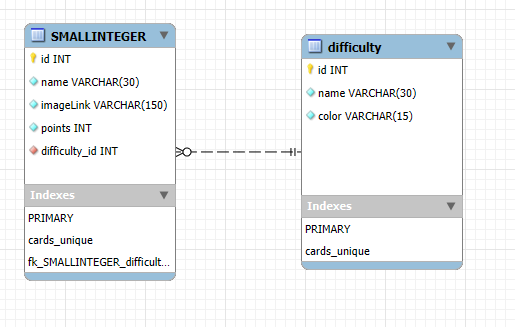 SMALLINTEGER
id INT
name VARCHAR(30)
imageLink VARCHAR(150)
points INT
difficulty_id INT
Indexes
PRIMARY
cards_unique
fk_SMALLINTEGER_difficult...
difficulty
id INT
name VARCHAR(30)
color VARCHAR(15)
Indexes
PRIMARY
cards_unique